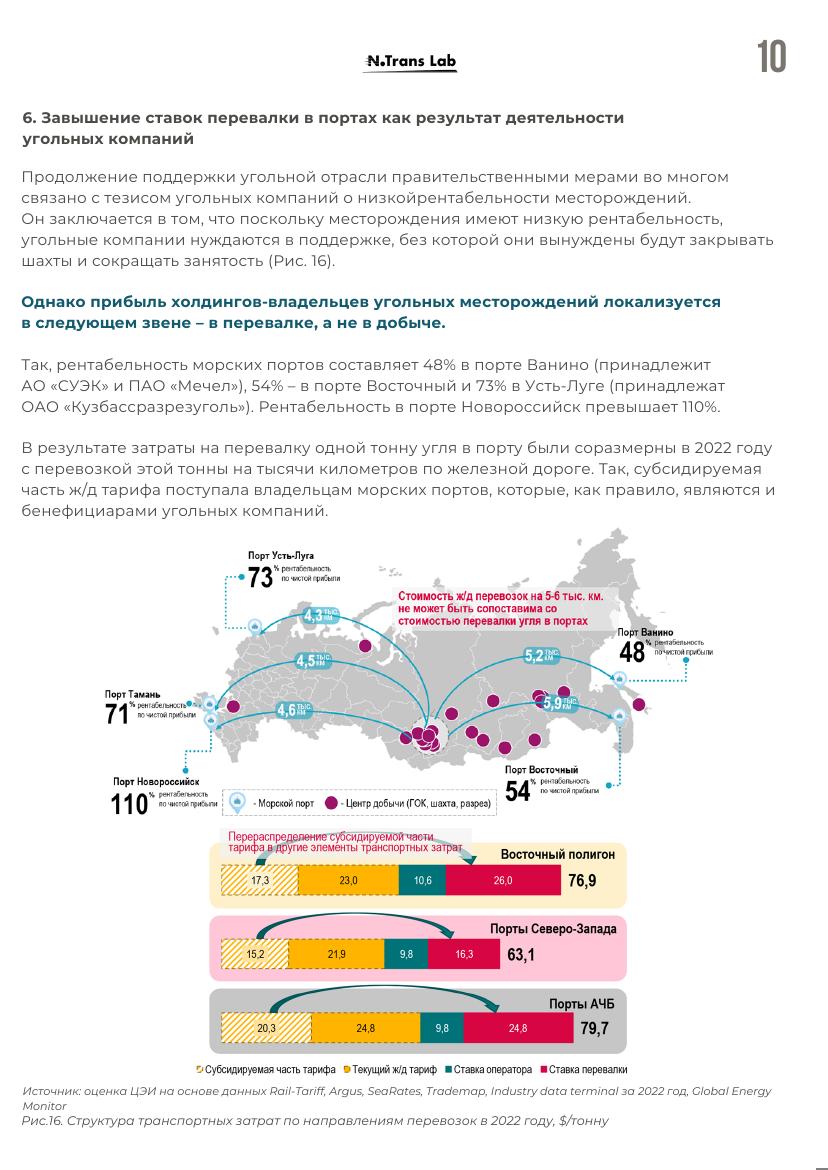 N.Trans Lab
10
6. Завышение ставок перевалки в портах как результат деятельности
угольных компаний
Продолжение поддержки угольной отрасли правительственными мерами во многом
связано с тезисом угольных компаний о низкойрентабельности месторождений.
Он заключается в том, что поскольку месторождения имеют низкую рентабельность,
угольные компании нуждаются в поддержке, без которой они вынуждены будут закрывать
шахты и сокращать занятость (Рис. 16).
Однако прибыль холдингов-владельцев угольных месторождений локализуется
в следующем звене – в перевалке, а не в добыче.
Так, рентабельность морских портов составляет 48% в порте Ванино (принадлежит
АО «СУЭК» и ПАО «Мечел»), 54% – в порте Восточный и 73% в Усть-Луге (принадлежат
ОАО «Кузбассразрезуголь»). Рентабельность в порте Новороссийск превышает 110%.
В результате затраты на перевалку одной тонну угля в порту были соразмерны в 2022 году
с перевозкой этой тонны на тысячи километров по железной дороге. Так, субсидируемая
часть ж/д тарифа поступала владельцам морских портов, которые, как правило, являются и
бенефициарами угольных компаний.
Порт Усть-Луга
73% рентабельность
по чистой прибыли
Стоимость ж/д перевозок на 5-6 тыс. км.
не может быть сопоставима со
стоимостью перевалки угля в портах
4,3 тыс. км
Порт Ванино
48% рентабельность
по чистой прибыли
4,5 тыс. км
5,2 тыс. км
Порт Тамань
71% рентабельность
по чистой прибыли
4,6 тыс. км
5,9 тыс. км
Порт Новороссийск
110% рентабельность
по чистой прибыли
Порт Восточный
54% рентабельность
по чистой прибыли
- Морской порт
- Центр добычи (ГОК, шахта, разрез)
Перераспределение субсидируемой части
тарифа в другие элементы транспортных затрат
Восточный полигон
17,3 23,0 10,6 26,0 76,9
Порты Северо-Запада
15,2 21,9 9,8 16,3 63,1
Порты АЧБ
20,3 24,8 9,8 24,8 79,7
Субсидируемая часть тарифа Текущий ж/д тариф Ставка оператора Ставка перевалки
Источник: оценка ЦЭИ на основе данных Rail-Tariff, Argus, SeaRates, Trademap, Industry data terminal за 2022 год, Global Energy
Monitor
Рис.16. Структура транспортных затрат по направлениям перевозок в 2022 году, $/тонну